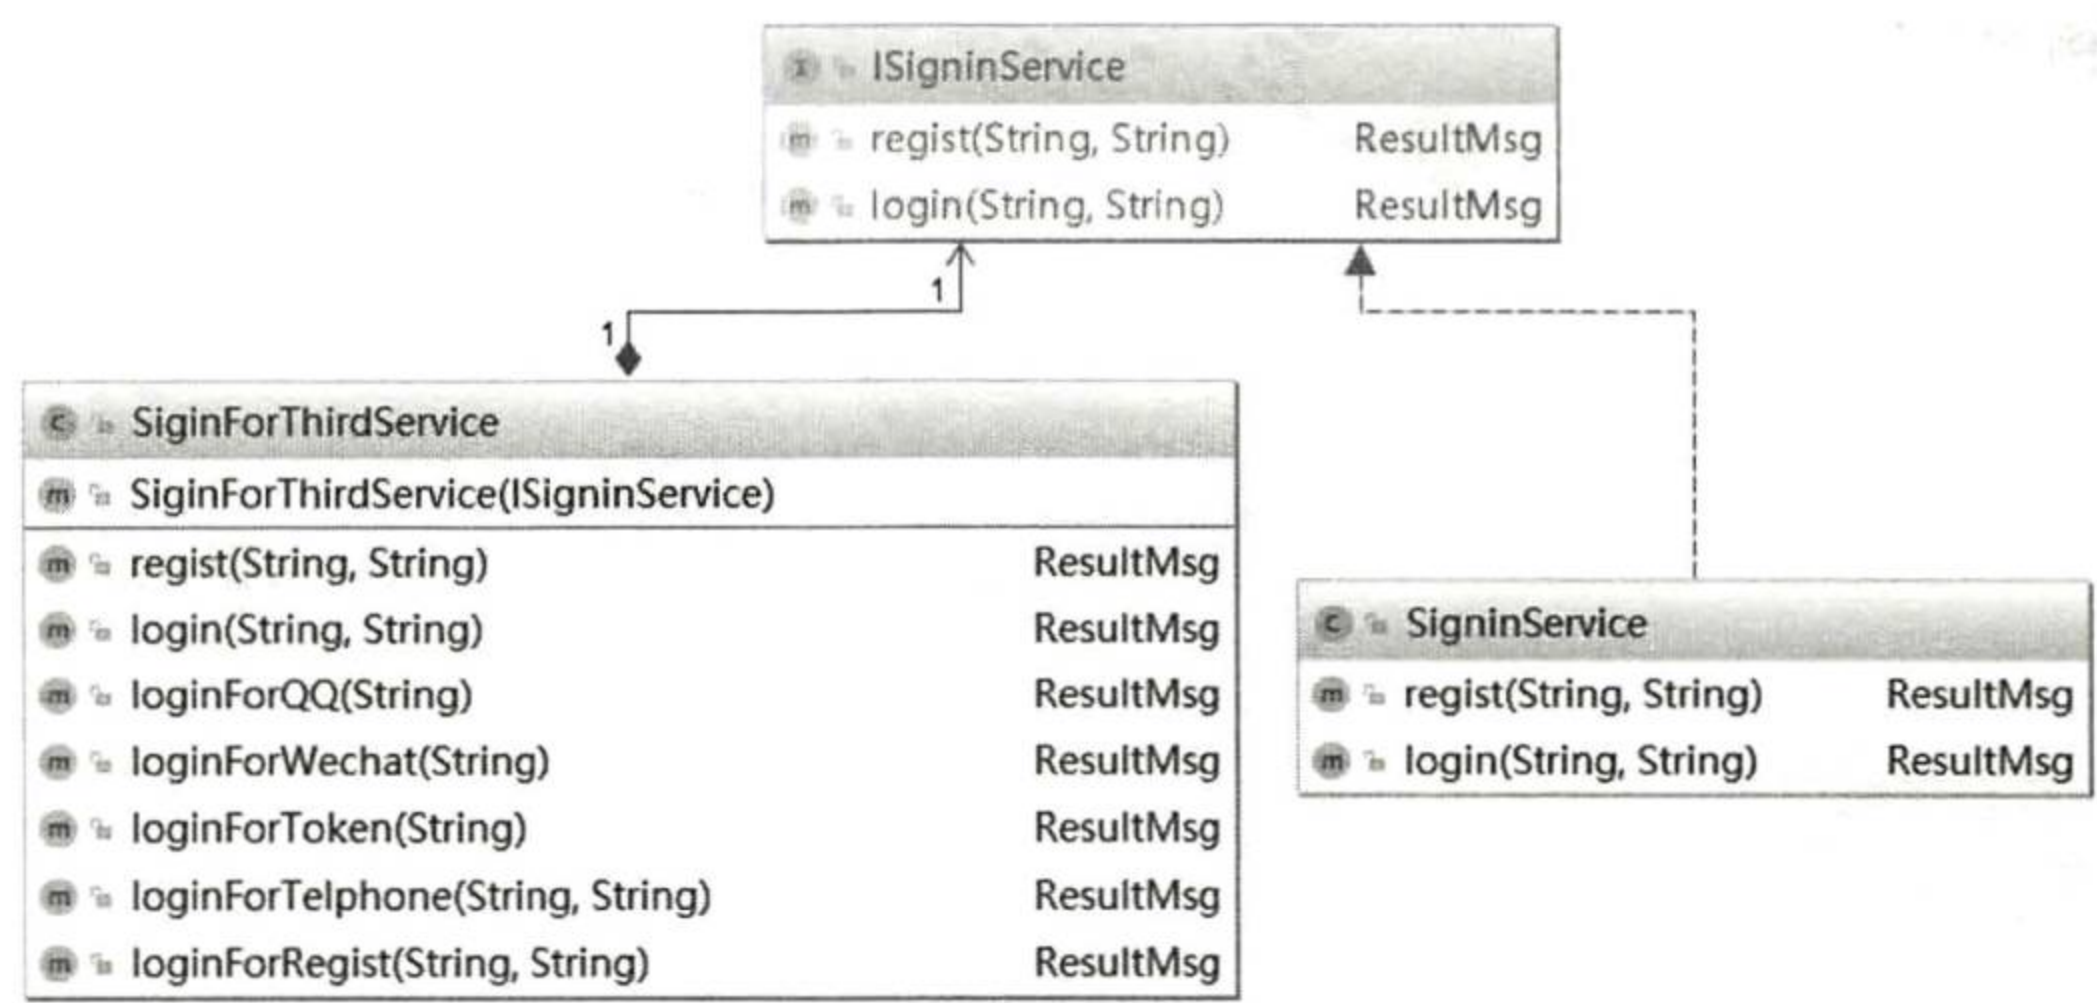 ISigninService
regist(String, String) ResultMsg
login(String, String) ResultMsg
1
1
SiginForThirdService
SiginForThirdService(ISigninService)
regist(String, String) ResultMsg
login(String, String) ResultMsg
loginForQQ(String) ResultMsg
loginForWechat(String) ResultMsg
loginForToken(String) ResultMsg
loginForTelphone(String, String) ResultMsg
loginForRegist(String, String) ResultMsg
SigninService
regist(String, String) ResultMsg
login(String, String) ResultMsg